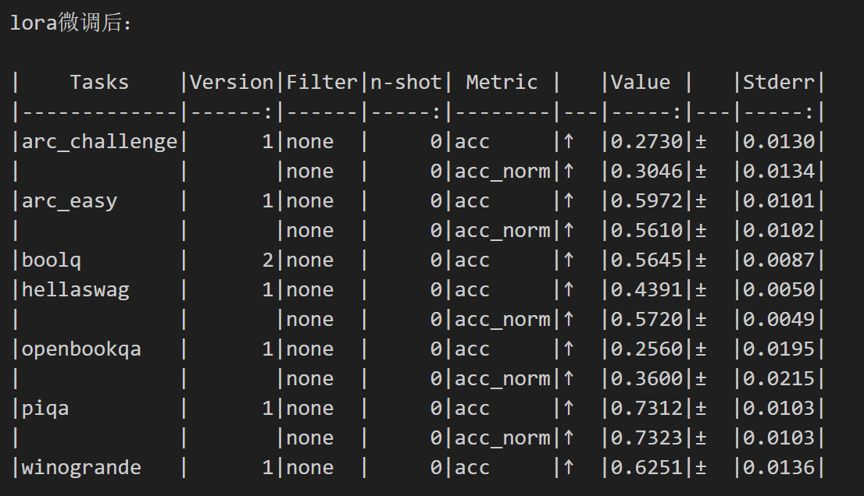 lora微调后：
|    Tasks    |Version|Filter|n-shot| Metric |   |Value |   |Stderr|
|-------------|------:|------|-----:|--------|---|-----:|---|-----:|
|arc_challenge|      1|none  |     0|acc     |↑  |0.2730|±  |0.0130|
|             |       |none  |     0|acc_norm|↑  |0.3046|±  |0.0134|
|arc_easy     |      1|none  |     0|acc     |↑  |0.5972|±  |0.0101|
|             |       |none  |     0|acc_norm|↑  |0.5610|±  |0.0102|
|boolq        |      2|none  |     0|acc     |↑  |0.5645|±  |0.0087|
|hellaswag    |      1|none  |     0|acc     |↑  |0.4391|±  |0.0050|
|             |       |none  |     0|acc_norm|↑  |0.5720|±  |0.0049|
|openbookqa   |      1|none  |     0|acc     |↑  |0.2560|±  |0.0195|
|             |       |none  |     0|acc_norm|↑  |0.3600|±  |0.0215|
|piqa         |      1|none  |     0|acc     |↑  |0.7312|±  |0.0103|
|             |       |none  |     0|acc_norm|↑  |0.7323|±  |0.0103|
|winogrande   |      1|none  |     0|acc     |↑  |0.6251|±  |0.0136|